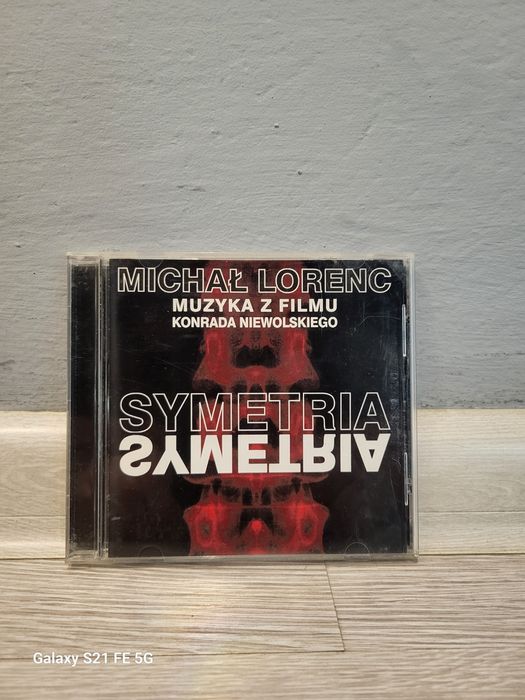 MICHAŁ LORENC
MUZYKA Z FILMU
KONRADA NIEWOLSKIEGO
SYMETRIA
SYMETRIA
Galaxy S21 FE 5G